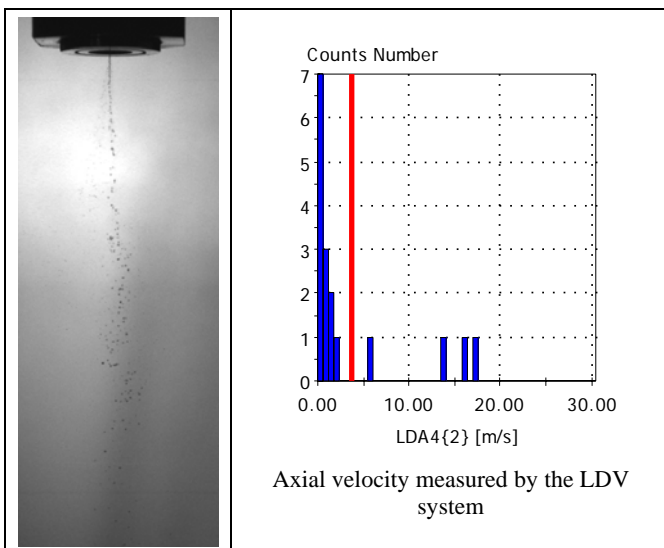 Counts Number
7
6
5
4
3
2
1
0
0.00 10.00 20.00 30.00
LDA4{2} [m/s]
Axial velocity measured by the LDV
system